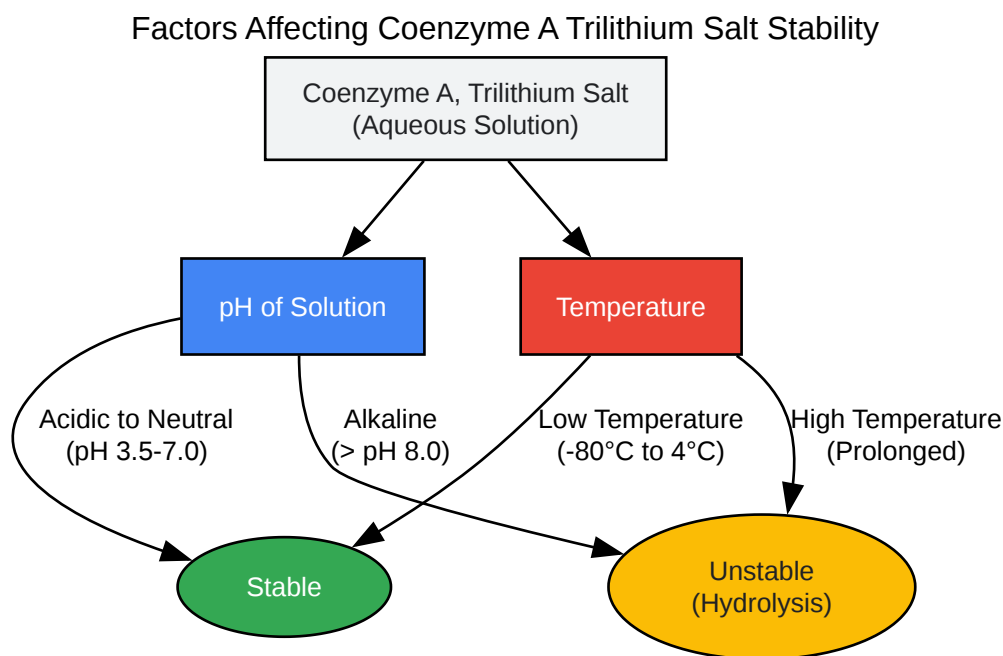 Factors Affecting Coenzyme A Trilithium Salt Stability
Coenzyme A, Trilithium Salt
(Aqueous Solution)
pH of Solution
Temperature
Acidic to Neutral
(pH 3.5-7.0)
Alkaline
(> pH 8.0)
Low Temperature
(-80°C to 4°C)
High Temperature
(Prolonged)
Stable
Unstable
(Hydrolysis)